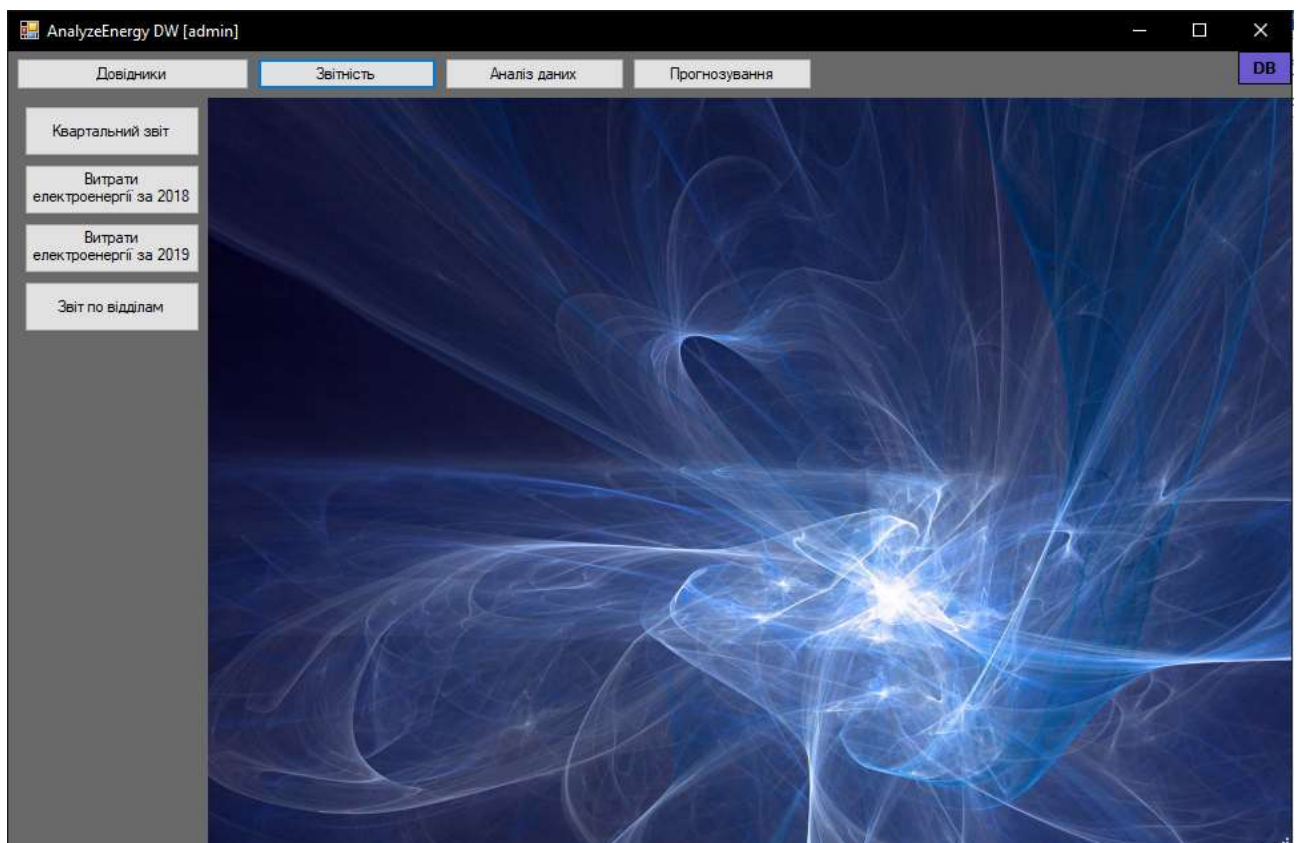 AnalyzeEnergy DW [admin]
Довідники
Звітність
Аналіз даних
Прогнозування
DB
Квартальний звіт
Витрати
електроенергії за 2018
Витрати
електроенергії за 2019
Звіт по відділам